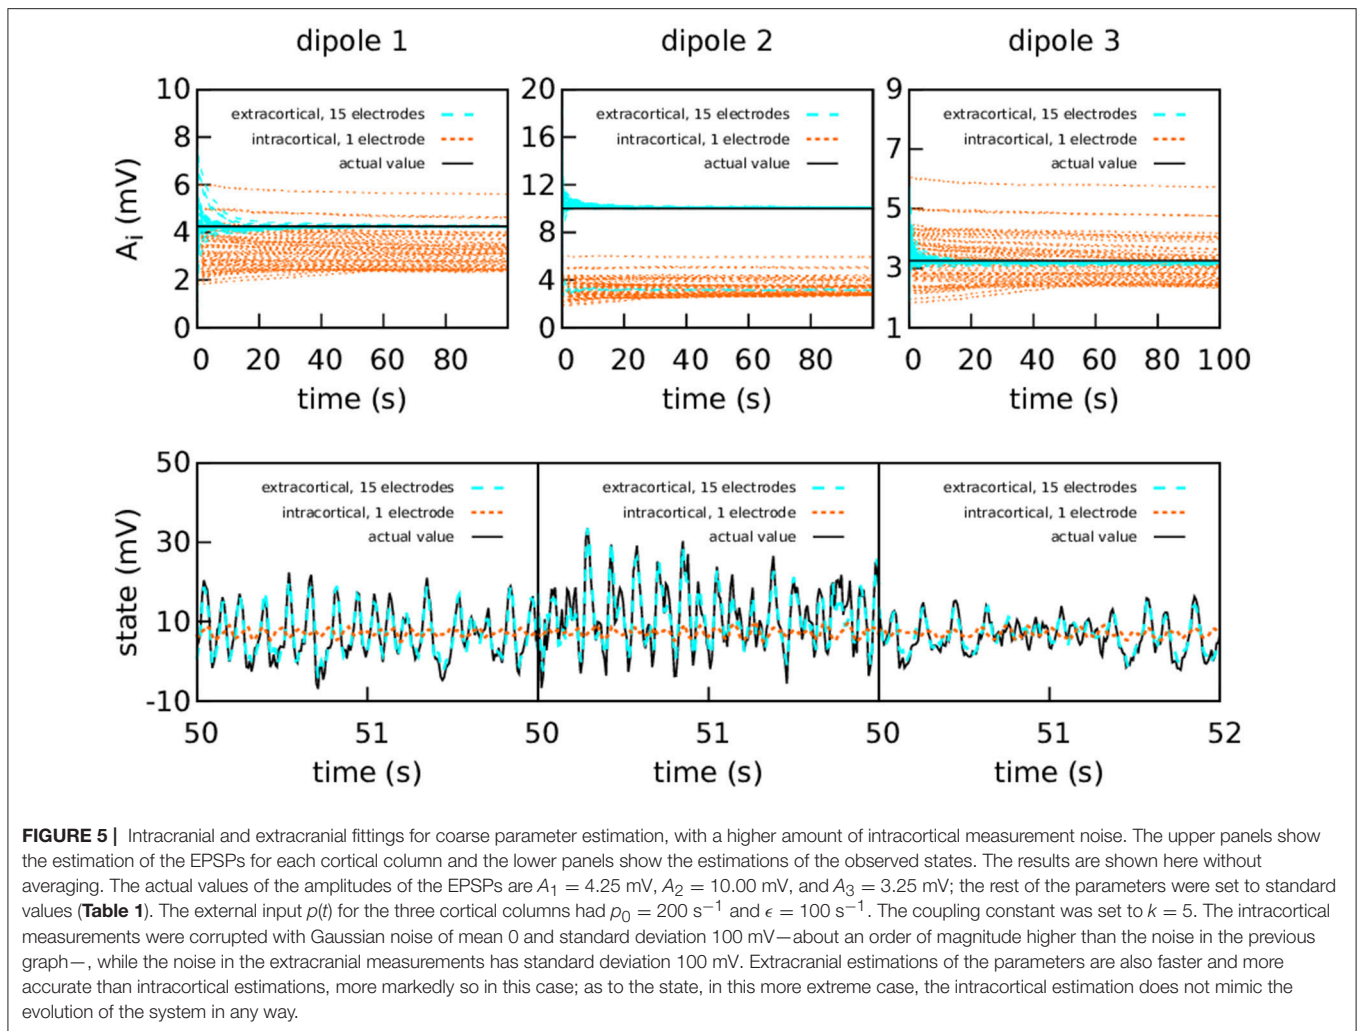 dipole 1
dipole 2
dipole 3
10
8
6
4
2
0
A_i (mV)
extracortical, 15 electrodes
intracortical, 1 electrode
actual value
0 20 40 60 80
time (s)
20
16
12
8
4
0
extracortical, 15 electrodes
intracortical, 1 electrode
actual value
0 20 40 60 80
time (s)
9
7
5
3
1
extracortical, 15 electrodes
intracortical, 1 electrode
actual value
0 20 40 60 80 100
time (s)
50
30
10
-10
state (mV)
extracortical, 15 electrodes
intracortical, 1 electrode
actual value
extracortical, 15 electrodes
intracortical, 1 electrode
actual value
extracortical, 15 electrodes
intracortical, 1 electrode
actual value
50 51 50 51 50 51 52
time (s) time (s) time (s)
FIGURE 5 | Intracranial and extracranial fittings for coarse parameter estimation, with a higher amount of intracortical measurement noise. The upper panels show
the estimation of the EPSPs for each cortical column and the lower panels show the estimations of the observed states. The results are shown here without
averaging. The actual values of the amplitudes of the EPSPs are A₁ = 4.25 mV, A₂ = 10.00 mV, and A₃ = 3.25 mV; the rest of the parameters were set to standard
values (Table 1). The external input p(t) for the three cortical columns had p₀ = 200 s⁻¹ and ϵ = 100 s⁻¹. The coupling constant was set to k = 5. The intracortical
measurements were corrupted with Gaussian noise of mean 0 and standard deviation 100 mV—about an order of magnitude higher than the noise in the previous
graph—, while the noise in the extracranial measurements has standard deviation 100 mV. Extracranial estimations of the parameters are also faster and more
accurate than intracortical estimations, more markedly so in this case; as to the state, in this more extreme case, the intracortical estimation does not mimic the
evolution of the system in any way.